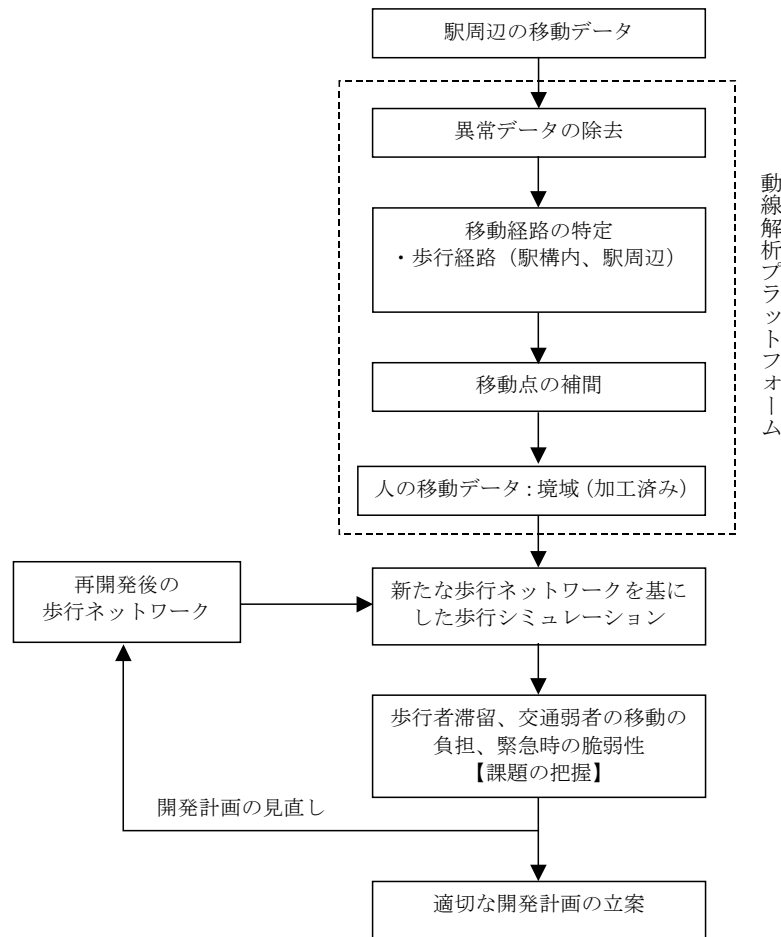 駅周辺の移動データ
異常データの除去
移動経路の特定
・歩行経路（駅構内、駅周辺）
移動点の補間
人の移動データ：境域（加工済み）
動線解析プラットフォーム
再開発後の
歩行ネットワーク
新たな歩行ネットワークを基に
した歩行シミュレーション
歩行者滞留、交通弱者の移動の
負担、緊急時の脆弱性
【課題の把握】
開発計画の見直し
適切な開発計画の立案